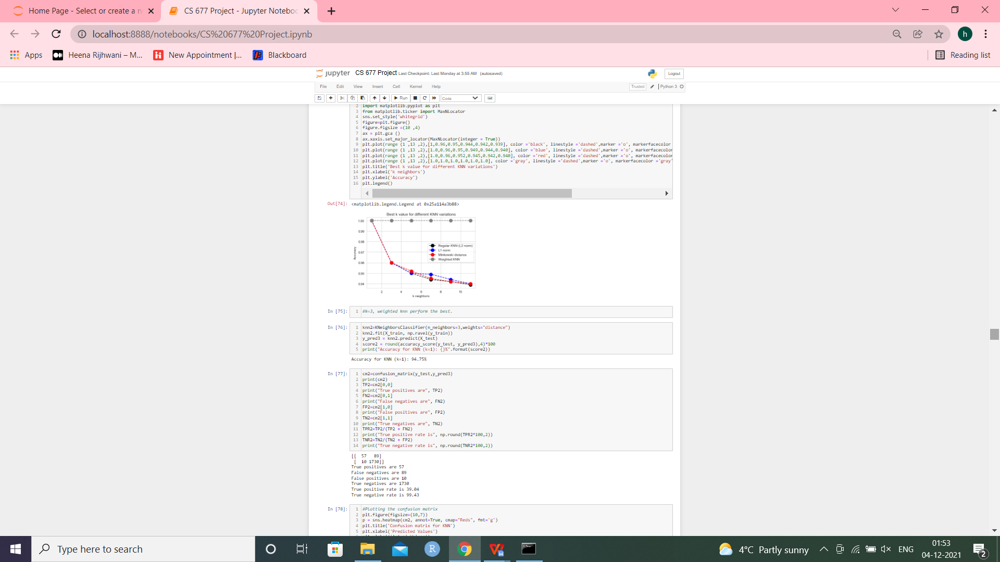 Home Page - Select or create a n
CS 677 Project - Jupyter Noteboo
localhost:8888/notebooks/CS%20677%20Project.ipynb
h
Apps
Heena Rijhwani – M...
New Appointment |...
Blackboard
Reading list
jupyter CS 677 Project Last Checkpoint: Last Monday at 3:55 AM (autosaved)
Logout
File Edit View Insert Cell Kernel Help
Trusted Python 3
Run Code
2 import matplotlib.pyplot as plt
3 from matplotlib.ticker import MaxNLocator
4 sns.set_style('whitegrid')
5 figure=plt.figure()
6 figure.figsize =(10 ,4)
7 ax = plt.gca ()
8 ax.xaxis.set_major_locator(MaxNLocator(integer = True))
9 plt.plot(range (1 ,13 ,2),[1,0.96,0.95,0.944,0.942,0.939], color ='black', linestyle ='dashed',marker ='o', markerfacecolor
10 plt.plot(range (1 ,13 ,2),[1.0,0.96,0.95,0.949,0.944,0.940], color ='blue', linestyle ='dashed',marker ='o', markerfacecolor
11 plt.plot(range (1 ,13 ,2),[1.0,0.96,0.952,0.945,0.942,0.940], color ='red', linestyle ='dashed',marker ='o', markerfacecolor
12 plt.plot(range (1 ,13 ,2),[1.0,1.0,1.0,1.0,1.0,1.0], color ='gray', linestyle ='dashed',marker ='o', markerfacecolor ='gray'
13 plt.title('Best k value for different KNN variations')
14 plt.xlabel('k neighbors')
15 plt.ylabel('Accuracy')
16 plt.legend()
Out[74]: <matplotlib.legend.Legend at 0x25a114a3b88>
Best k value for different KNN variations
1.00
0.99
0.98
0.97
0.96
0.95
0.94
Accuracy
Regular KNN (L2 norm)
L1 norm
Minkowski distance
Weighted KNN
2 4 6 8 10
k neighbors
In [75]: 1 #k=3, weighted knn perform the best.
In [76]: 1 knn2=KNeighborsClassifier(n_neighbors=3,weights="distance")
2 knn2.fit(X_train, np.ravel(y_train))
3 y_pred3 = knn2.predict(X_test)
4 score2 = round(accuracy_score(y_test, y_pred3),4)*100
5 print("Accuracy for KNN (k=1): {}%".format(score2))
Accuracy for KNN (k=1): 94.75%
In [77]: 1 cm2=confusion_matrix(y_test,y_pred3)
2 print(cm2)
3 TP2=cm2[0,0]
4 print("True positives are", TP2)
5 FN2=cm2[0,1]
6 print("False negatives are", FN2)
7 FP2=cm2[1,0]
8 print("False positives are", FP2)
9 TN2=cm2[1,1]
10 print("True negatives are", TN2)
11 TPR2=TP2/(TP2 + FN2)
12 print("True positive rate is", np.round(TPR2*100,2))
13 TNR2=TN2/(TN2 + FP2)
14 print("True negative rate is", np.round(TNR2*100,2))
[[ 57 89]
[ 10 1730]]
True positives are 57
False negatives are 89
False positives are 10
True negatives are 1730
True positive rate is 39.04
True negative rate is 99.43
In [78]: 1 #Plotting the confusion matrix
2 plt.figure(figsize=(10,7))
3 p = sns.heatmap(cm2, annot=True, cmap="Reds", fmt='g')
4 plt.title('Confusion matrix for KNN')
5 plt.xlabel('Predicted Values')
Type here to search
R
4°C Partly sunny
ENG
01:53
04-12-2021
2